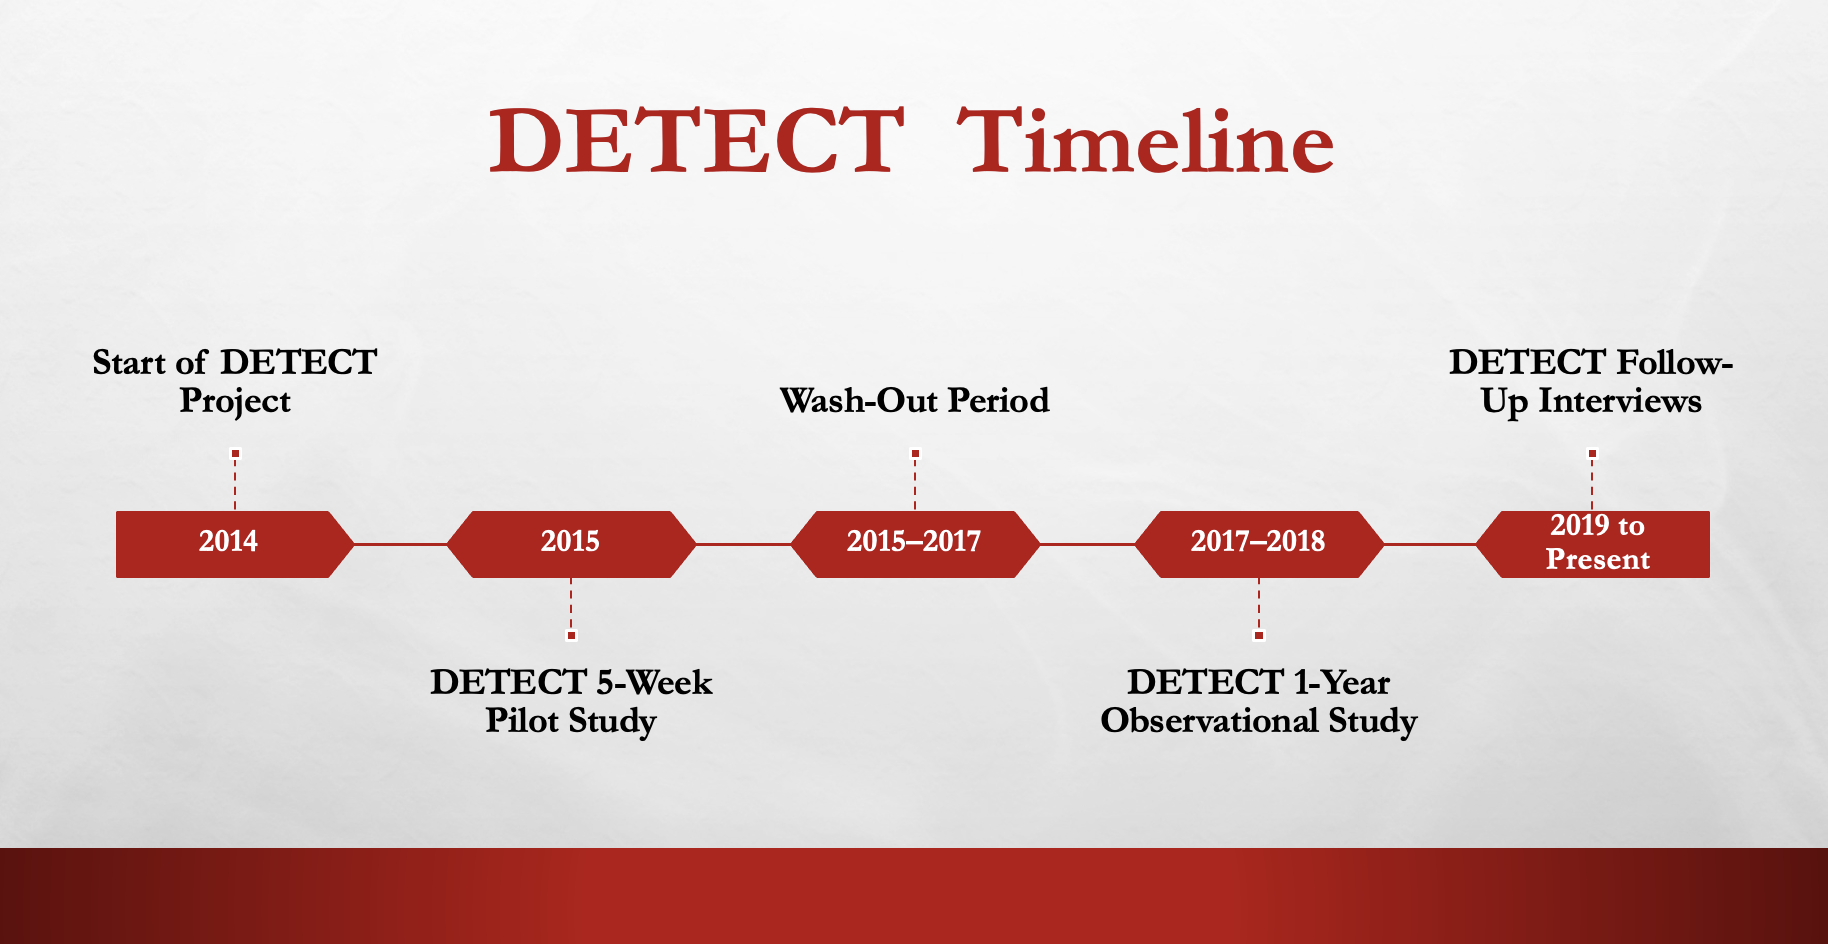 DETECT Timeline
Start of DETECT
Project
Wash-Out Period
DETECT Follow-
Up Interviews
2014
2015
2015–2017
2017–2018
2019 to
Present
DETECT 5-Week
Pilot Study
DETECT 1-Year
Observational Study